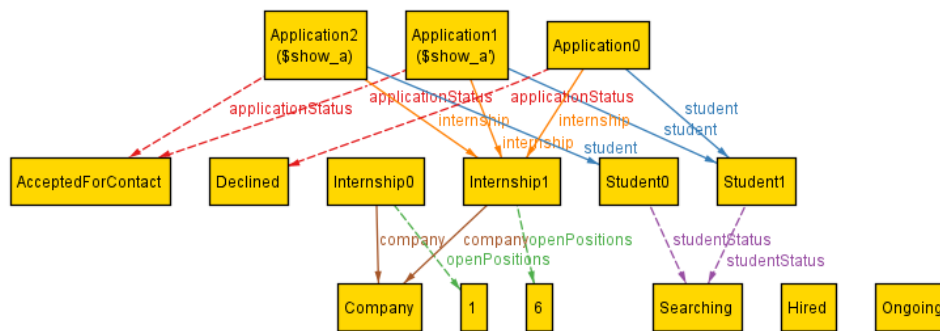 Application2
($show_a)
Application1
($show_a')
Application0
applicationStatus
applicationStatus
applicationStatus
student
internship
internship
student
internship
student
AcceptedForContact
Declined
Internship0
Internship1
Student0
Student1
company
company
openPositions
studentStatus
openPositions
studentStatus
Company
1
6
Searching
Hired
Ongoing